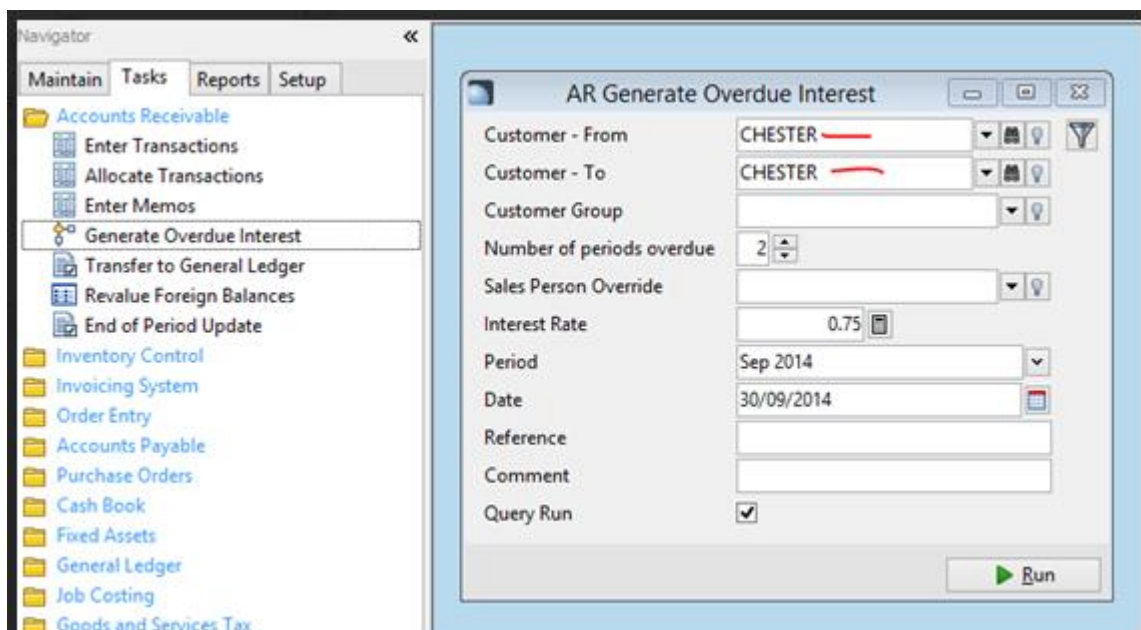 Navigator «
Maintain Tasks Reports Setup
Accounts Receivable
Enter Transactions
Allocate Transactions
Enter Memos
Generate Overdue Interest
Transfer to General Ledger
Revalue Foreign Balances
End of Period Update
Inventory Control
Invoicing System
Order Entry
Accounts Payable
Purchase Orders
Cash Book
Fixed Assets
General Ledger
Job Costing
Goods and Services Tax
AR Generate Overdue Interest
Customer - From CHESTER
Customer - To CHESTER
Customer Group
Number of periods overdue 2
Sales Person Override
Interest Rate 0.75
Period Sep 2014
Date 30/09/2014
Reference
Comment
Query Run
Run